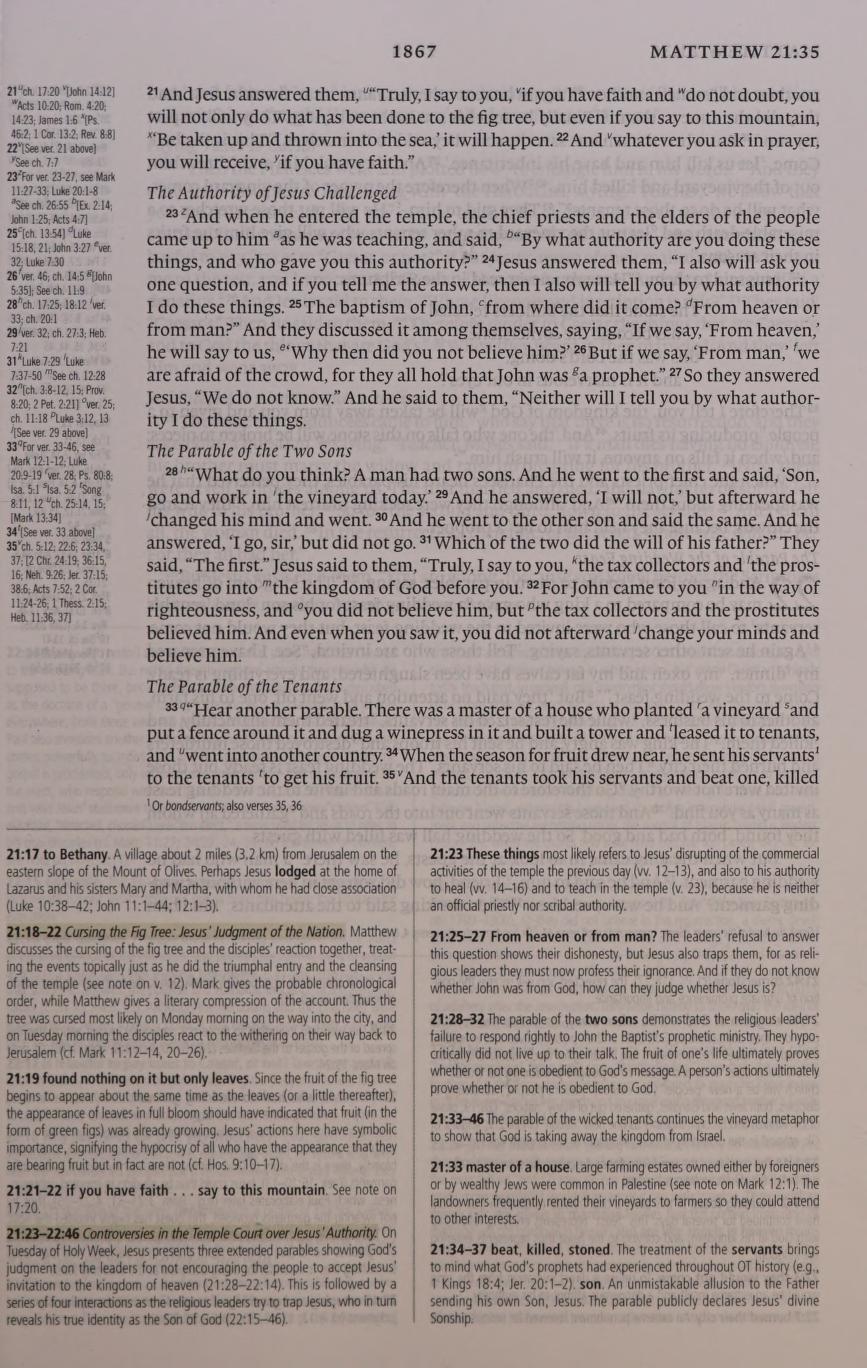 1867 MATTHEW 21:35
21 uch. 17:20 v[John 14:12]
wActs 10:20; Rom. 4:20;
14:23; James 1:6 x[Ps.
46:2; 1 Cor. 13:2; Rev. 8:8]
22 v[See ver. 21 above]
ySee ch. 7:7
23 zFor ver. 23-27, see Mark
11:27-33; Luke 20:1-8
aSee ch. 26:55 b[Ex. 2:14;
John 1:25; Acts 4:7]
25 c[ch. 13:54] dLuke
15:18, 21; John 3:27 ever.
32; Luke 7:30
26 fver. 46; ch. 14:5 g[John
5:35]; See ch. 11:9
28 hch. 17:25; 18:12 iver.
33; ch. 20:1
29 jver. 32; ch. 27:3; Heb.
7:21
31 kLuke 7:29 lLuke
7:37-50 mSee ch. 12:28
32 n[ch. 3:8-12, 15; Prov.
8:20; 2 Pet. 2:21] over. 25;
ch. 11:18 pLuke 3:12, 13
j[See ver. 29 above]
33 qFor ver. 33-46, see
Mark 12:1-12; Luke
20:9-19 rver. 28; Ps. 80:8;
Isa. 5:1 sIsa. 5:2 tSong
8:11, 12 uch. 25:14, 15;
[Mark 13:34]
34 t[See ver. 33 above]
35 vch. 5:12; 22:6; 23:34,
37; [2 Chr. 24:19; 36:15,
16; Neh. 9:26; Jer. 37:15;
38:6; Acts 7:52; 2 Cor.
11:24-26; 1 Thess. 2:15;
Heb. 11:36, 37]
21 And Jesus answered them, u“Truly, I say to you, vif you have faith and wdo not doubt, you
will not only do what has been done to the fig tree, but even if you say to this mountain,
x‘Be taken up and thrown into the sea,’ it will happen. 22 And vwhatever you ask in prayer,
you will receive, yif you have faith.”
The Authority of Jesus Challenged
23 zAnd when he entered the temple, the chief priests and the elders of the people
came up to him aas he was teaching, and said, b“By what authority are you doing these
things, and who gave you this authority?” 24 Jesus answered them, “I also will ask you
one question, and if you tell me the answer, then I also will tell you by what authority
I do these things. 25 The baptism of John, cfrom where did it come? dFrom heaven or
from man?” And they discussed it among themselves, saying, “If we say, ‘From heaven,’
he will say to us, e‘Why then did you not believe him?’ 26 But if we say, ‘From man,’ fwe
are afraid of the crowd, for they all hold that John was ga prophet.” 27 So they answered
Jesus, “We do not know.” And he said to them, “Neither will I tell you by what author-
ity I do these things.
The Parable of the Two Sons
28 h“What do you think? A man had two sons. And he went to the first and said, ‘Son,
go and work in ithe vineyard today.’ 29 And he answered, ‘I will not,’ but afterward he
jchanged his mind and went. 30 And he went to the other son and said the same. And he
answered, ‘I go, sir,’ but did not go. 31 Which of the two did the will of his father?” They
said, “The first.” Jesus said to them, “Truly, I say to you, kthe tax collectors and lthe pros-
titutes go into mthe kingdom of God before you. 32 For John came to you nin the way of
righteousness, and oyou did not believe him, but pthe tax collectors and the prostitutes
believed him. And even when you saw it, you did not afterward jchange your minds and
believe him.
The Parable of the Tenants
33 q“Hear another parable. There was a master of a house who planted ra vineyard sand
put a fence around it and dug a winepress in it and built a tower and tleased it to tenants,
and uwent into another country. 34 When the season for fruit drew near, he sent his servants1
to the tenants tto get his fruit. 35 vAnd the tenants took his servants and beat one, killed
1 Or bondservants; also verses 35, 36
21:17 to Bethany. A village about 2 miles (3.2 km) from Jerusalem on the
eastern slope of the Mount of Olives. Perhaps Jesus lodged at the home of
Lazarus and his sisters Mary and Martha, with whom he had close association
(Luke 10:38–42; John 11:1–44; 12:1–3).
21:18–22 Cursing the Fig Tree: Jesus’ Judgment of the Nation. Matthew
discusses the cursing of the fig tree and the disciples’ reaction together, treat-
ing the events topically just as he did the triumphal entry and the cleansing
of the temple (see note on v. 12). Mark gives the probable chronological
order, while Matthew gives a literary compression of the account. Thus the
tree was cursed most likely on Monday morning on the way into the city, and
on Tuesday morning the disciples react to the withering on their way back to
Jerusalem (cf. Mark 11:12–14, 20–26).
21:19 found nothing on it but only leaves. Since the fruit of the fig tree
begins to appear about the same time as the leaves (or a little thereafter),
the appearance of leaves in full bloom should have indicated that fruit (in the
form of green figs) was already growing. Jesus’ actions here have symbolic
importance, signifying the hypocrisy of all who have the appearance that they
are bearing fruit but in fact are not (cf. Hos. 9:10–17).
21:21–22 if you have faith . . . say to this mountain. See note on
17:20.
21:23–22:46 Controversies in the Temple Court over Jesus’ Authority. On
Tuesday of Holy Week, Jesus presents three extended parables showing God’s
judgment on the leaders for not encouraging the people to accept Jesus’
invitation to the kingdom of heaven (21:28–22:14). This is followed by a
series of four interactions as the religious leaders try to trap Jesus, who in turn
reveals his true identity as the Son of God (22:15–46).
21:23 These things most likely refers to Jesus’ disrupting of the commercial
activities of the temple the previous day (vv. 12–13), and also to his authority
to heal (vv. 14–16) and to teach in the temple (v. 23), because he is neither
an official priestly nor scribal authority.
21:25–27 From heaven or from man? The leaders’ refusal to answer
this question shows their dishonesty, but Jesus also traps them, for as reli-
gious leaders they must now profess their ignorance. And if they do not know
whether John was from God, how can they judge whether Jesus is?
21:28–32 The parable of the two sons demonstrates the religious leaders’
failure to respond rightly to John the Baptist’s prophetic ministry. They hypo-
critically did not live up to their talk. The fruit of one’s life ultimately proves
whether or not one is obedient to God’s message. A person’s actions ultimately
prove whether or not he is obedient to God.
21:33–46 The parable of the wicked tenants continues the vineyard metaphor
to show that God is taking away the kingdom from Israel.
21:33 master of a house. Large farming estates owned either by foreigners
or by wealthy Jews were common in Palestine (see note on Mark 12:1). The
landowners frequently rented their vineyards to farmers so they could attend
to other interests.
21:34–37 beat, killed, stoned. The treatment of the servants brings
to mind what God’s prophets had experienced throughout OT history (e.g.,
1 Kings 18:4; Jer. 20:1–2). son. An unmistakable allusion to the Father
sending his own Son, Jesus. The parable publicly declares Jesus’ divine
Sonship.